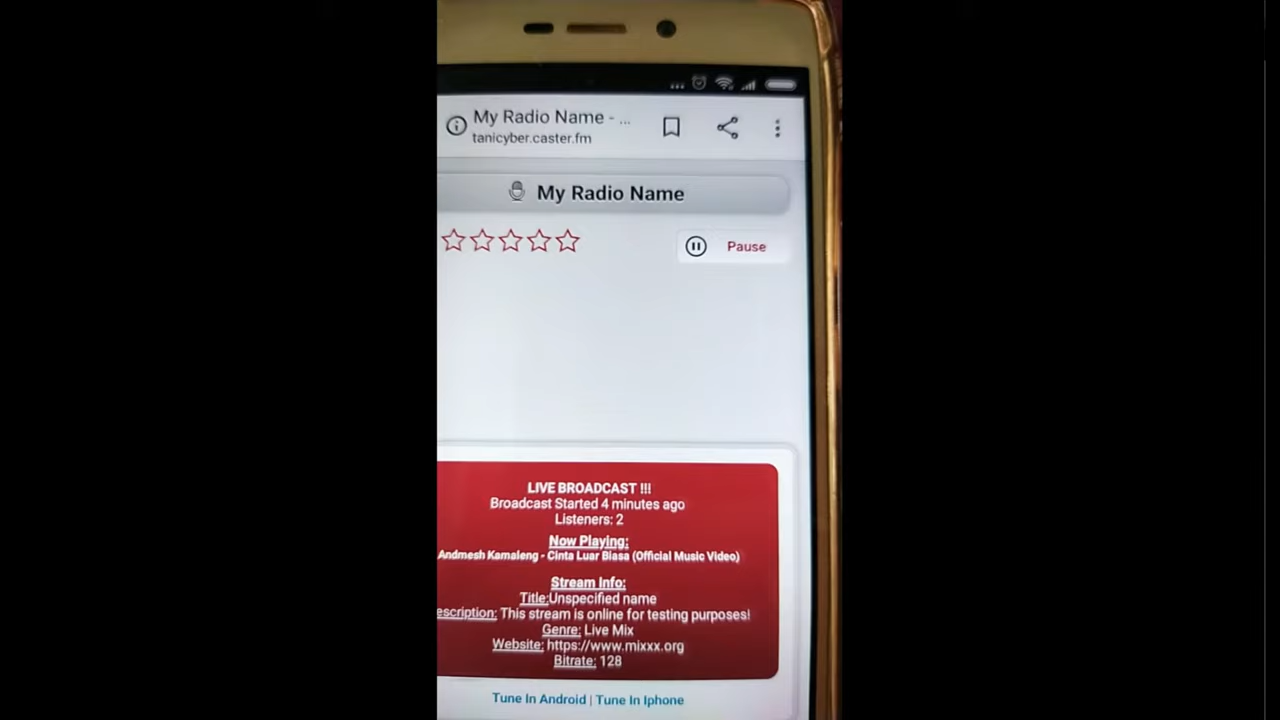 My Radio Name - ...
tanicyber.caster.fm
My Radio Name
Pause
LIVE BROADCAST !!!
Broadcast Started 4 minutes ago
Listeners: 2
Now Playing:
Andmesh Kamaleng - Cinta Luar Biasa (Official Music Video)
Stream Info:
Title:Unspecified name
escription: This stream is online for testing purposes!
Genre: Live Mix
Website: https://www.mixxx.org
Bitrate: 128
Tune In Android | Tune In Iphone